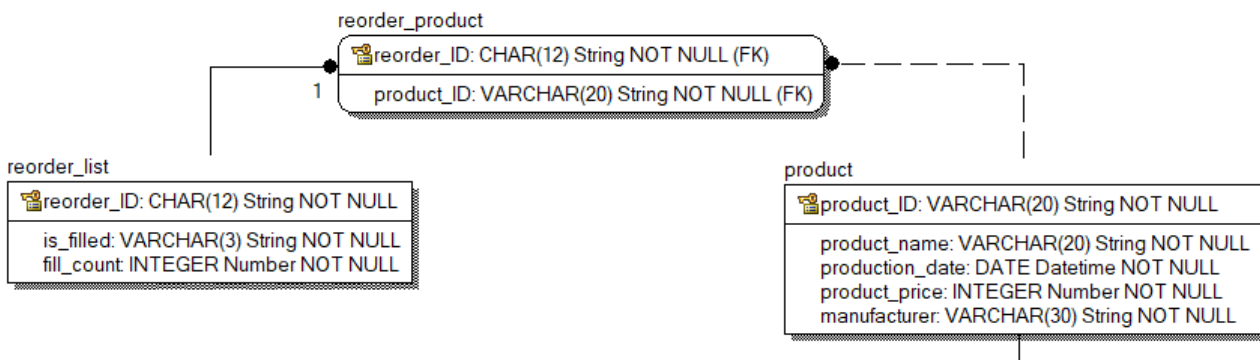 reorder_product
reorder_ID: CHAR(12) String NOT NULL (FK)
product_ID: VARCHAR(20) String NOT NULL (FK)
1
reorder_list
reorder_ID: CHAR(12) String NOT NULL
is_filled: VARCHAR(3) String NOT NULL
fill_count: INTEGER Number NOT NULL
product
product_ID: VARCHAR(20) String NOT NULL
product_name: VARCHAR(20) String NOT NULL
production_date: DATE Datetime NOT NULL
product_price: INTEGER Number NOT NULL
manufacturer: VARCHAR(30) String NOT NULL